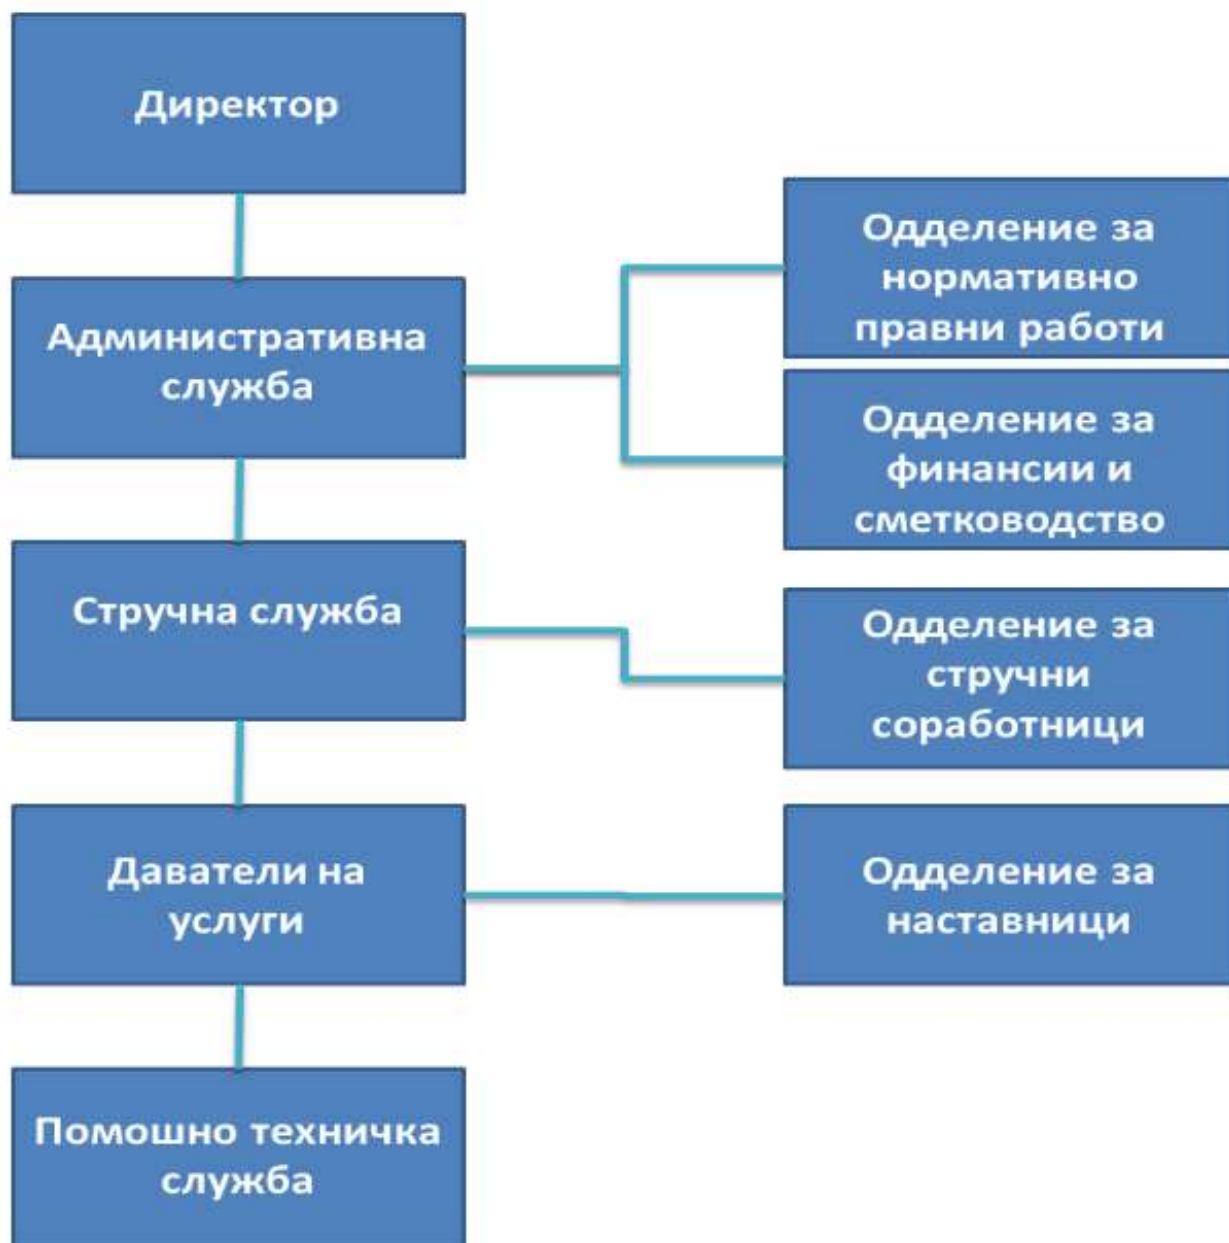 Директор
Административна
служба
Одделение за
нормативно
правни работи
Одделение за
финансии и
сметководство
Стручна служба
Одделение за
стручни
соработници
Даватели на
услуги
Одделение за
наставници
Помошно техничка
служба